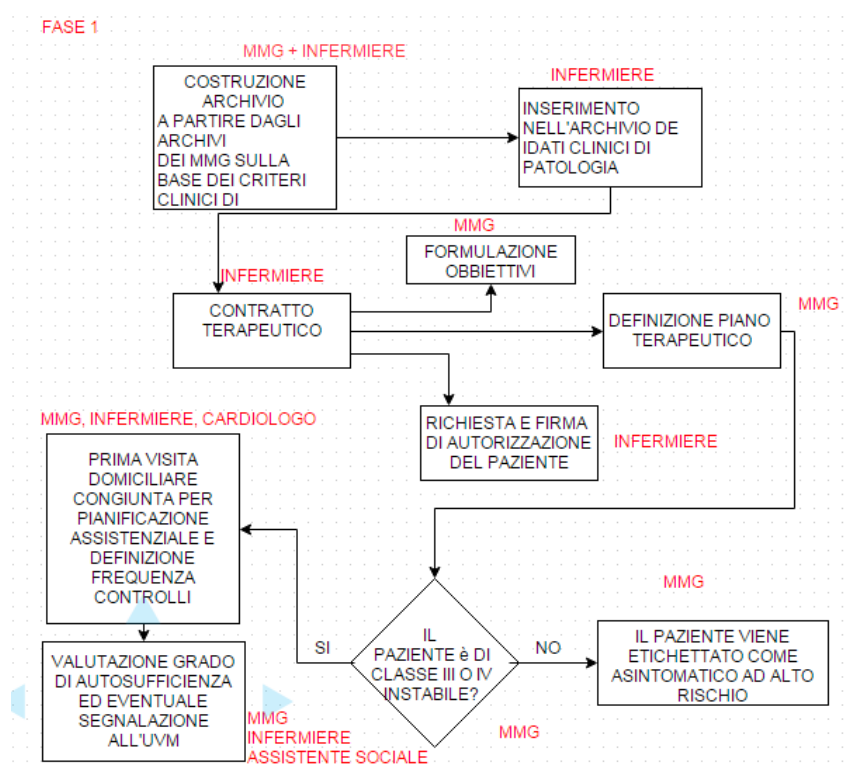 FASE 1
MMG + INFERMIERE
COSTRUZIONE
ARCHIVIO
A PARTIRE DAGLI
ARCHIVI
DEI MMG SULLA
BASE DEI CRITERI
CLINICI DI
INFERMIERE
INSERIMENTO
NELL'ARCHIVIO DE
IDATI CLINICI DI
PATOLOGIA
MMG
FORMULAZIONE
OBBIETTIVI
INFERMIERE
CONTRATTO
TERAPEUTICO
MMG
DEFINIZIONE PIANO
TERAPEUTICO
RICHIESTA E FIRMA
DI AUTORIZZAZIONE
DEL PAZIENTE
INFERMIERE
MMG, INFERMIERE, CARDIOLOGO
PRIMA VISITA
DOMICILIARE
CONGIUNTA PER
PIANIFICAZIONE
ASSISTENZIALE E
DEFINIZIONE
FREQUENZA
CONTROLLI
VALUTAZIONE GRADO
DI AUTOSUFFICIENZA
ED EVENTUALE
SEGNALAZIONE
ALL'UVM
MMG
INFERMIERE
ASSISTENTE SOCIALE
SI
IL
PAZIENTE è DI
CLASSE III O IV
INSTABILE?
NO
MMG
MMG
IL PAZIENTE VIENE
ETICHETTATO COME
ASINTOMATICO AD ALTO
RISCHIO